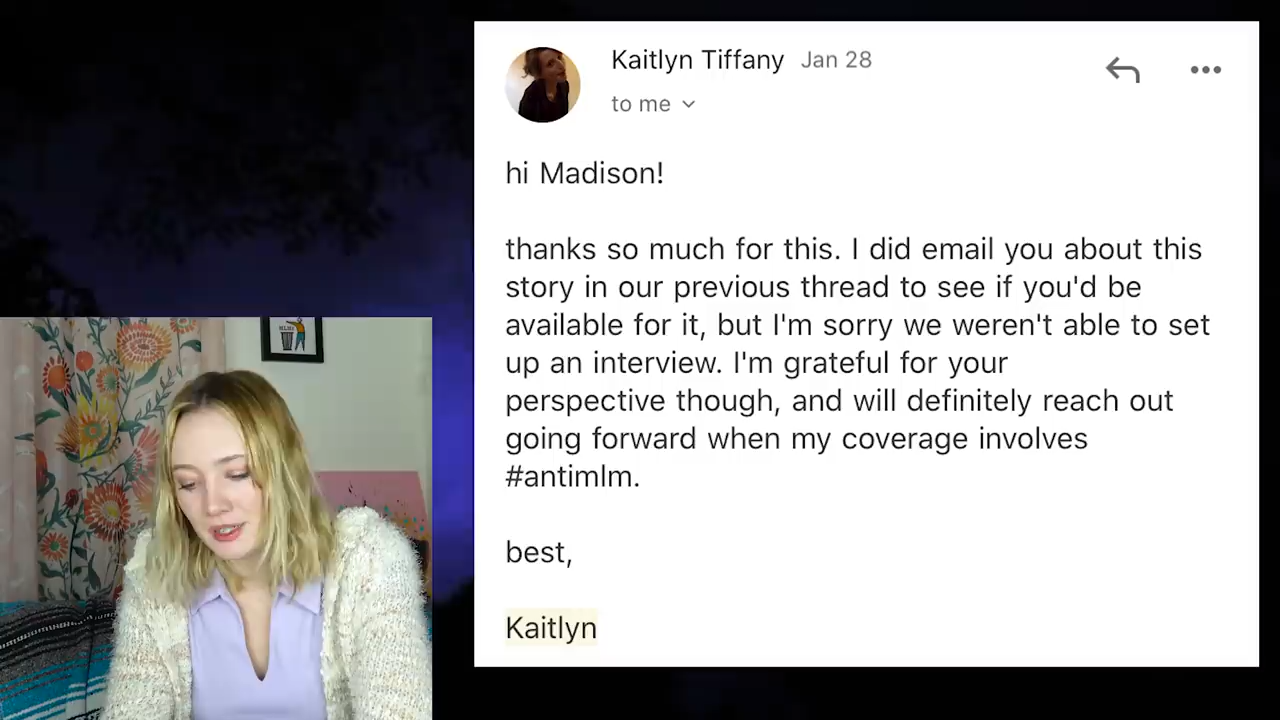 Kaitlyn Tiffany Jan 28
to me
hi Madison!
thanks so much for this. I did email you about this
story in our previous thread to see if you'd be
available for it, but I'm sorry we weren't able to set
up an interview. I'm grateful for your
perspective though, and will definitely reach out
going forward when my coverage involves
#antimlm.
best,
Kaitlyn